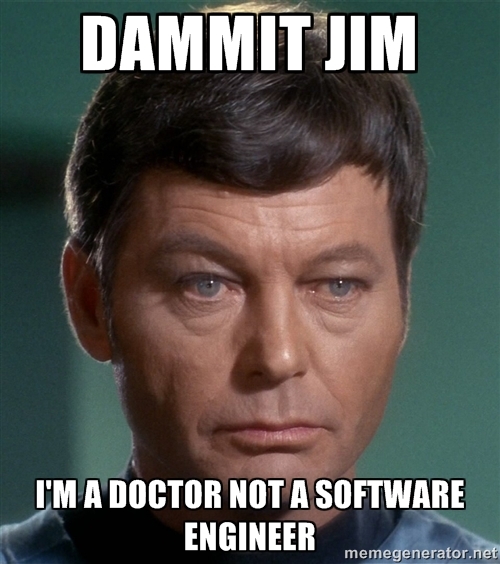 DAMMIT JIM
I'M A DOCTOR NOT A SOFTWARE
ENGINEER
memegenerator.net